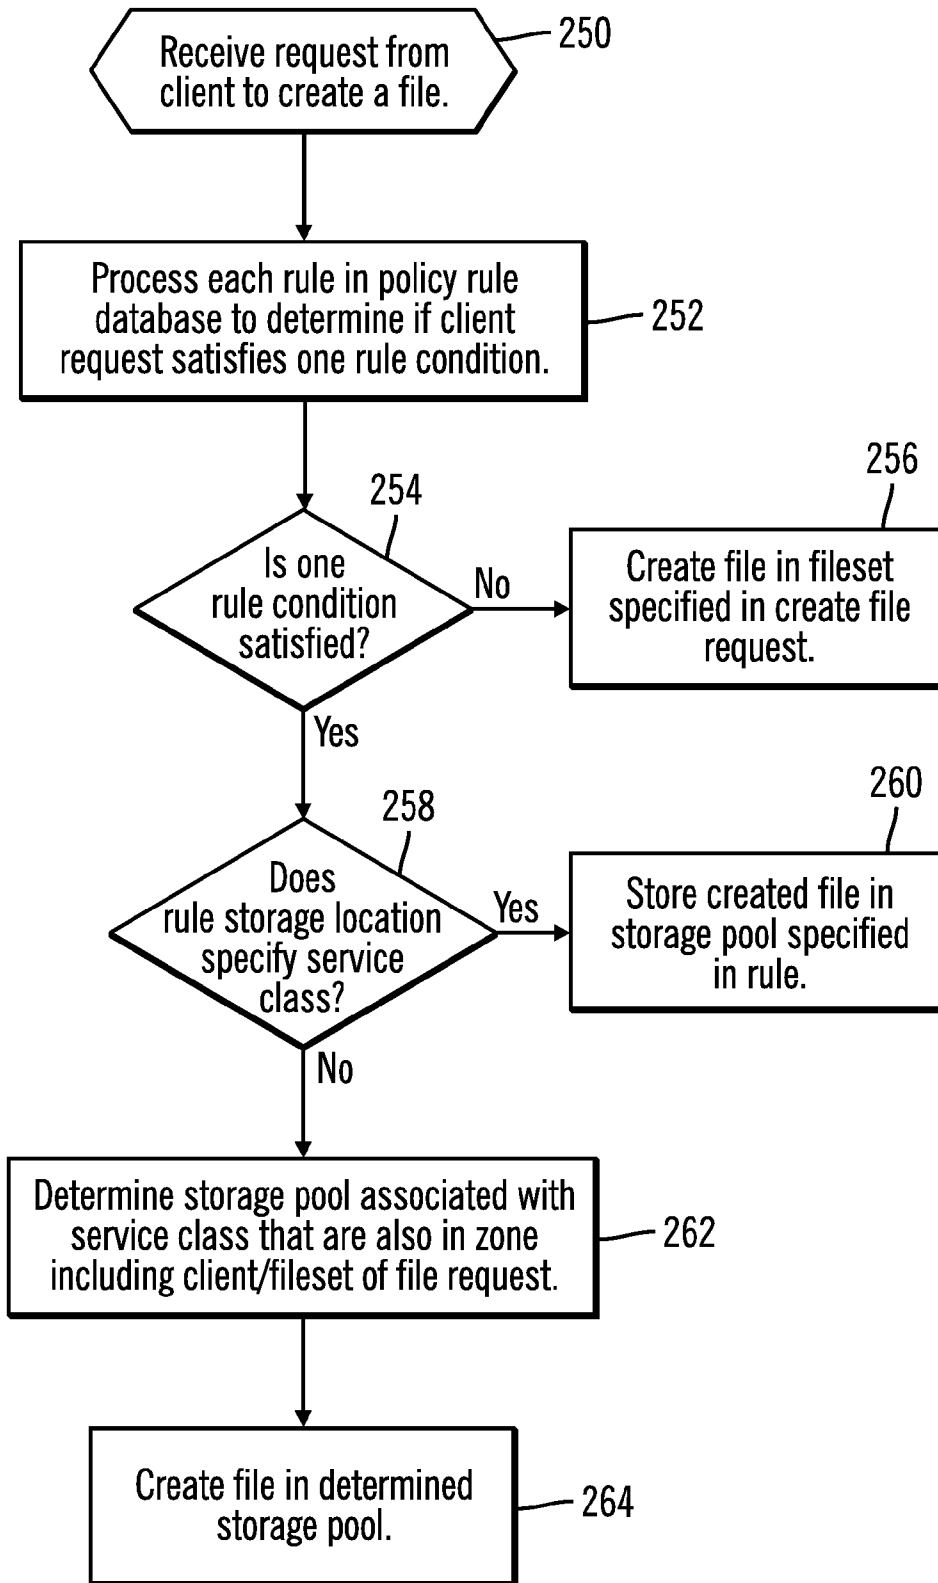 Receive request from
client to create a file.
250
Process each rule in policy rule
database to determine if client
request satisfies one rule condition.
252
254
Is one
rule condition
satisfied?
No
Yes
256
Create file in fileset
specified in create file
request.
258
Does
rule storage location
specify service
class?
Yes
No
260
Store created file in
storage pool specified
in rule.
Determine storage pool associated with
service class that are also in zone
including client/fileset of file request.
262
Create file in determined
storage pool.
264